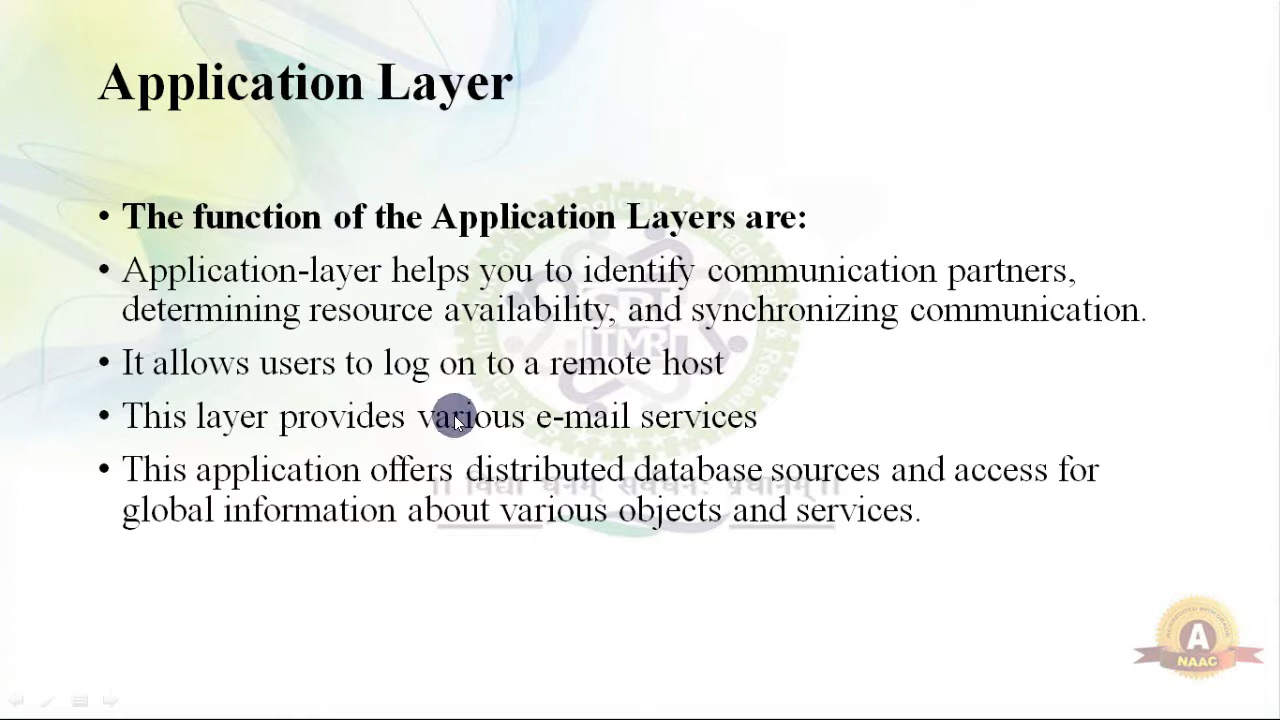 Application Layer
• The function of the Application Layers are:
• Application-layer helps you to identify communication partners,
determining resource availability, and synchronizing communication.
• It allows users to log on to a remote host
• This layer provides various e-mail services
• This application offers distributed database sources and access for
global information about various objects and services.
ITMR
A
NAAC